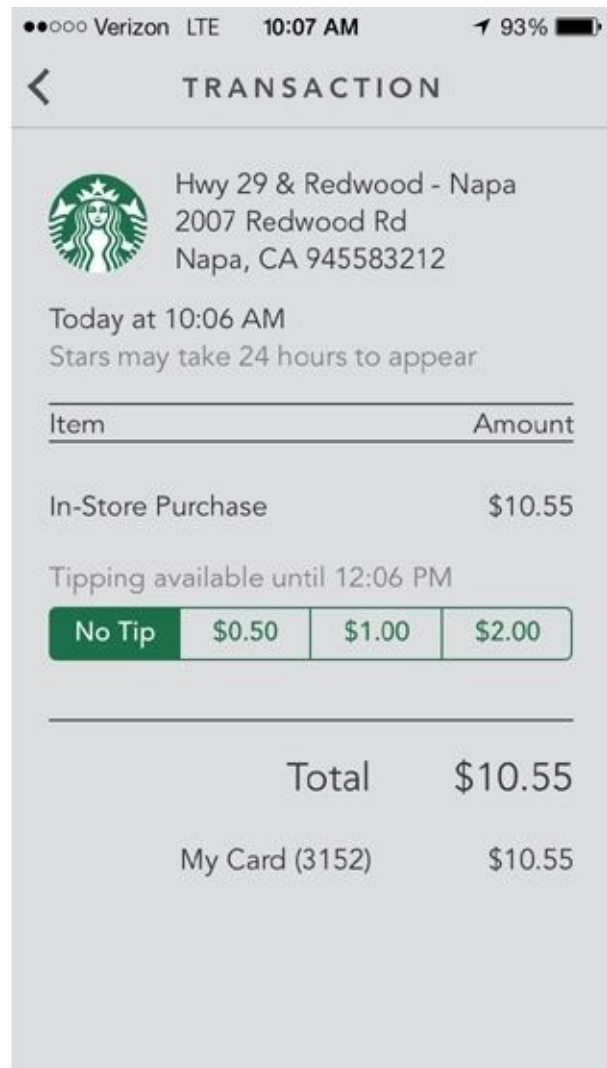 Verizon LTE 10:07 AM 93%
TRANSACTION
Hwy 29 & Redwood - Napa
2007 Redwood Rd
Napa, CA 945583212
Today at 10:06 AM
Stars may take 24 hours to appear
Item Amount
In-Store Purchase $10.55
Tipping available until 12:06 PM
No Tip $0.50 $1.00 $2.00
Total $10.55
My Card (3152) $10.55